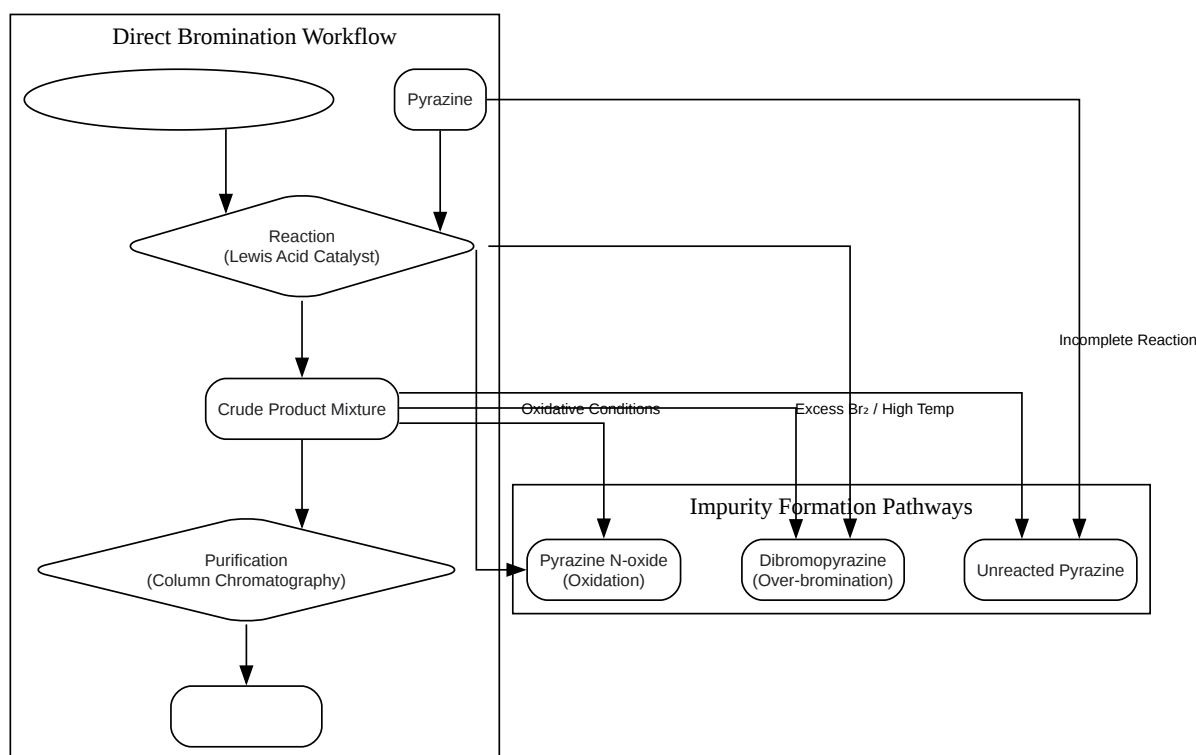 Direct Bromination Workflow
Pyrazine
Reaction
(Lewis Acid Catalyst)
Incomplete Reaction
Crude Product Mixture
Oxidative Conditions
Excess Br₂ / High Temp
Impurity Formation Pathways
Purification
(Column Chromatography)
Pyrazine N-oxide
(Oxidation)
Dibromopyrazine
(Over-bromination)
Unreacted Pyrazine